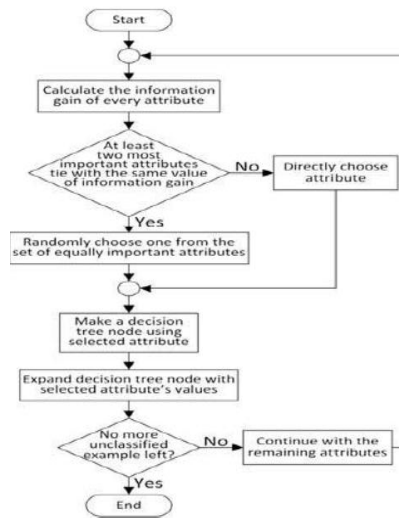 Start
Calculate the information
gain of every attribute
At least
two most
important attributes
tie with the same value
of information gain
No
Directly choose
attribute
Yes
Randomly choose one from the
set of equally important attributes
Make a decision
tree node using
selected attribute
Expand decision tree node with
selected attribute's values
No more
unclassified
example left?
No
Continue with the
remaining attributes
Yes
End